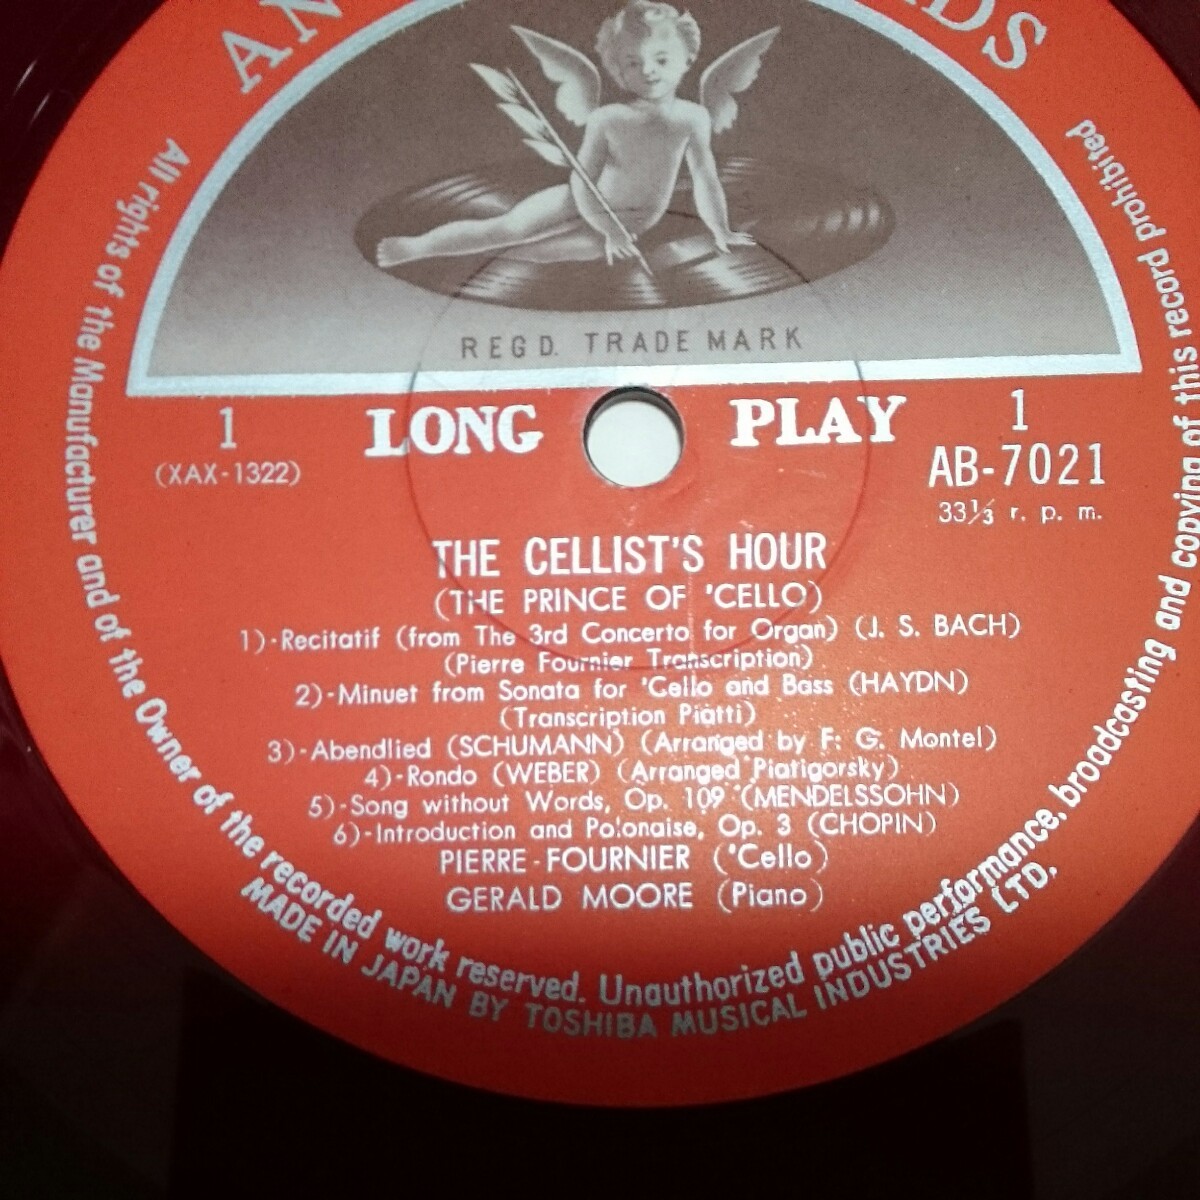 REGD. TRADE MARK
1 LONG PLAY 1
(XAX-1322) AB-7021
33⅓ r. p. m.
THE CELLIST'S HOUR
(THE PRINCE OF 'CELLO)
1)-Recitatif (from The 3rd Concerto for Organ) (J. S. BACH)
(Pierre Fournier Transcription)
2)-Minuet from Sonata for 'Cello and Bass (HAYDN)
(Transcription Piatti)
3)-Abendlied (SCHUMANN) (Arranged by F. G. Montel)
4)-Rondo (WEBER) (Arranged Piatigorsky)
5)-Song without Words, Op. 109 (MENDELSSOHN)
6)-Introduction and Polonaise, Op. 3 (CHOPIN)
PIERRE-FOURNIER ('Cello)
GERALD MOORE (Piano)
All rights of the Manufacturer and of the Owner of the recorded work reserved. Unauthorized public performance, broadcasting and copying of this record prohibited
MADE IN JAPAN BY TOSHIBA MUSICAL INDUSTRIES LTD.